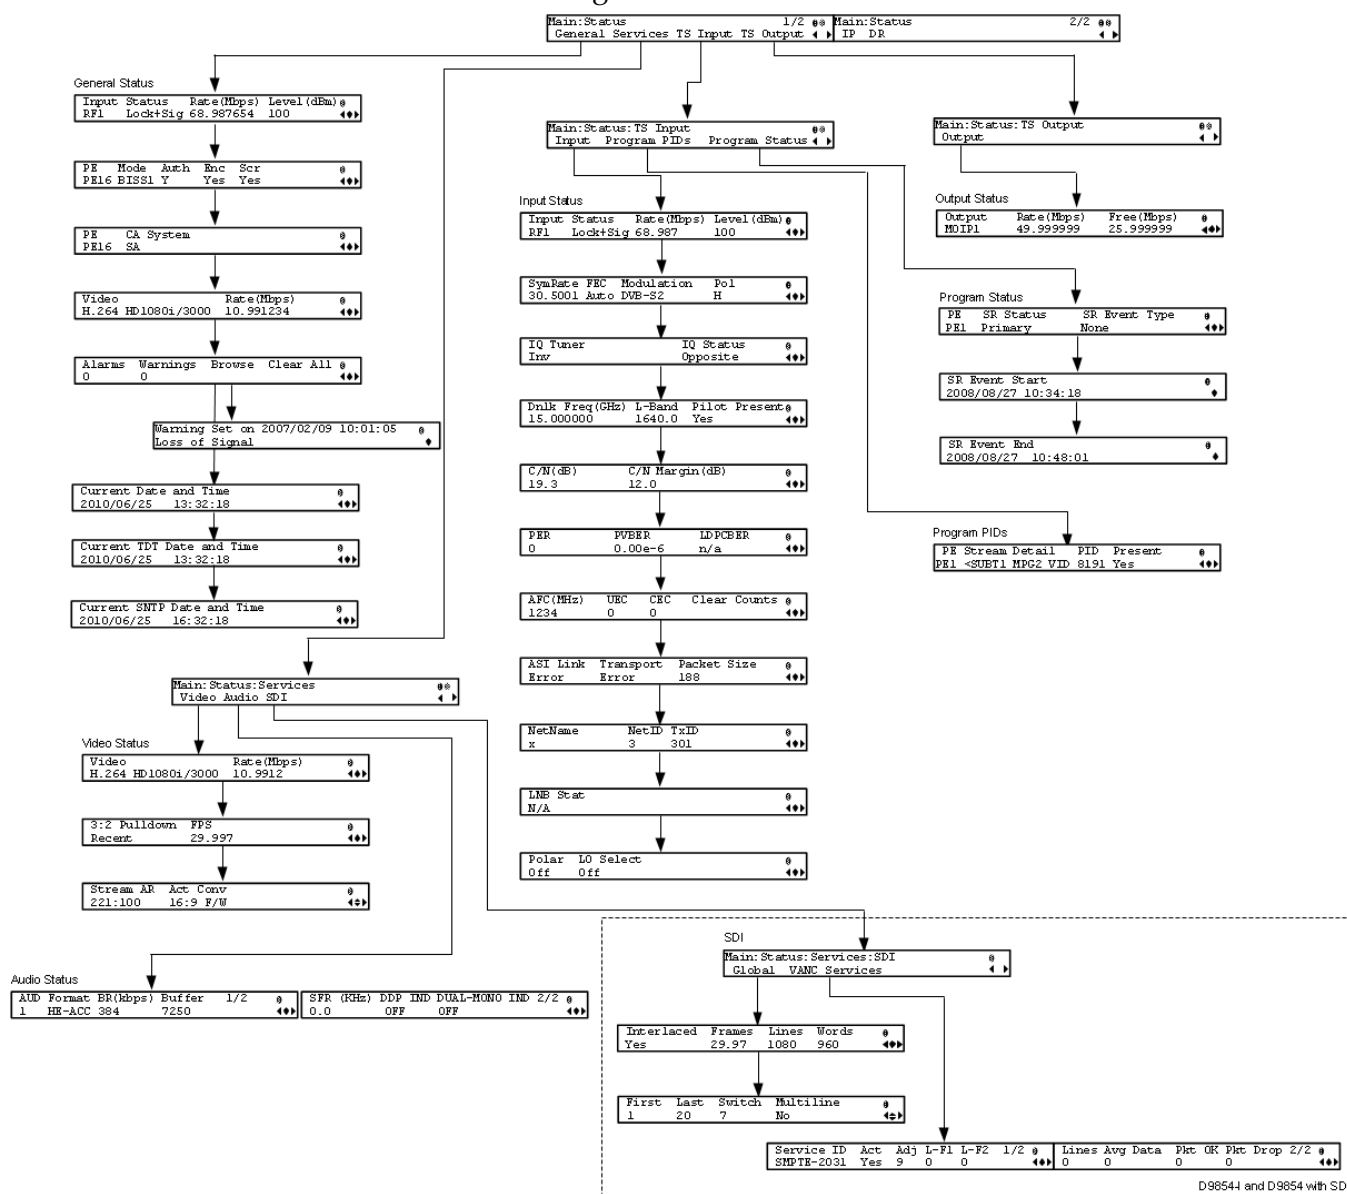 Main:Status 1/2
General Services TS Input TS Output
Main:Status 2/2
IP DR
General Status
Input Status Rate(Mbps) Level(dBm)
RF1 Lock+Sig 68.987654 100
PE Mode Auth Enc Scr
PE16 BISS1 Y Yes Yes
PE CA System
PE16 SA
Video Rate(Mbps)
H.264 HD1080i/3000 10.991234
Alarms Warnings Browse Clear All
0 0
Warning Set on 2007/02/09 10:01:05
Loss of Signal
Current Date and Time
2010/06/25 13:32:18
Current TDT Date and Time
2010/06/25 13:32:18
Current SNTP Date and Time
2010/06/25 16:32:18
Main:Status:TS Input
Input Program PIDs Program Status
Input Status
Input Status Rate(Mbps) Level(dBm)
RF1 Lock+Sig 68.987 100
SymRate FEC Modulation Pol
30.5001 Auto DVB-S2 H
IQ Tuner IQ Status
Inv Opposite
Dnlk Freq(GHz) L-Band Pilot Present
15.000000 1640.0 Yes
C/N(dB) C/N Margin(dB)
19.3 12.0
PER PVBER LDPCBER
0 0.00e-6 n/a
AFC(MHz) UEC CEC Clear Counts
1234 0 0
ASI Link Transport Packet Size
Error Error 188
NetName NetID TxID
x 3 301
LNB Stat
N/A
Polar LO Select
Off Off
Main:Status:TS Output
Output
Output Status
Output Rate(Mbps) Free(Mbps)
MOIP1 49.999999 25.999999
Program Status
PE SR Status SR Event Type
PE1 Primary None
SR Event Start
2008/08/27 10:34:18
SR Event End
2008/08/27 10:48:01
Program PIDs
PE Stream Detail PID Present
PE1 <SUBT1 MPG2 VID 8191 Yes
Main:Status:Services
Video Audio SDI
Video Status
Video Rate(Mbps)
H.264 HD1080i/3000 10.9912
3:2 Pulldown FPS
Recent 29.997
Stream AR Act Conv
221:100 16:9 F/W
Audio Status
AUD Format BR(kbps) Buffer 1/2
1 HE-ACC 384 7250
SFR (KHz) DDP IND DUAL-MONO IND 2/2
0.0 OFF OFF
SDI
Main:Status:Services:SDI
Global VANC Services
Interlaced Frames Lines Words
Yes 29.97 1080 960
First Last Switch Multiline
1 20 7 No
Service ID Act Adj L-F1 L-F2 1/2
SMPTE-2031 Yes 9 0 0
Lines Avg Data Pkt OK Pkt Drop 2/2
0 0 0 0
D9854-I and D9854 with SD